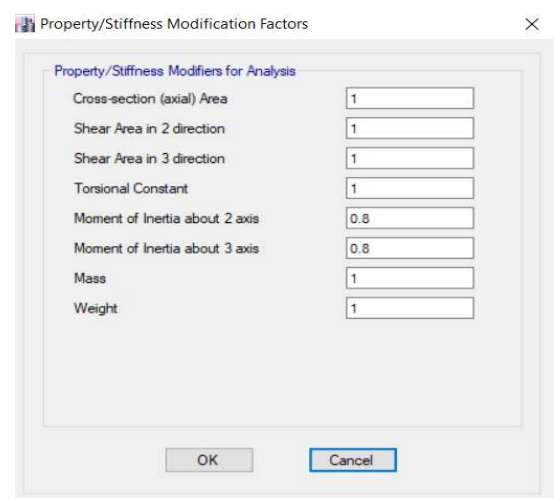 Property/Stiffness Modification Factors
Property/Stiffness Modifiers for Analysis
Cross-section (axial) Area 1
Shear Area in 2 direction 1
Shear Area in 3 direction 1
Torsional Constant 1
Moment of Inertia about 2 axis 0.8
Moment of Inertia about 3 axis 0.8
Mass 1
Weight 1
OK Cancel